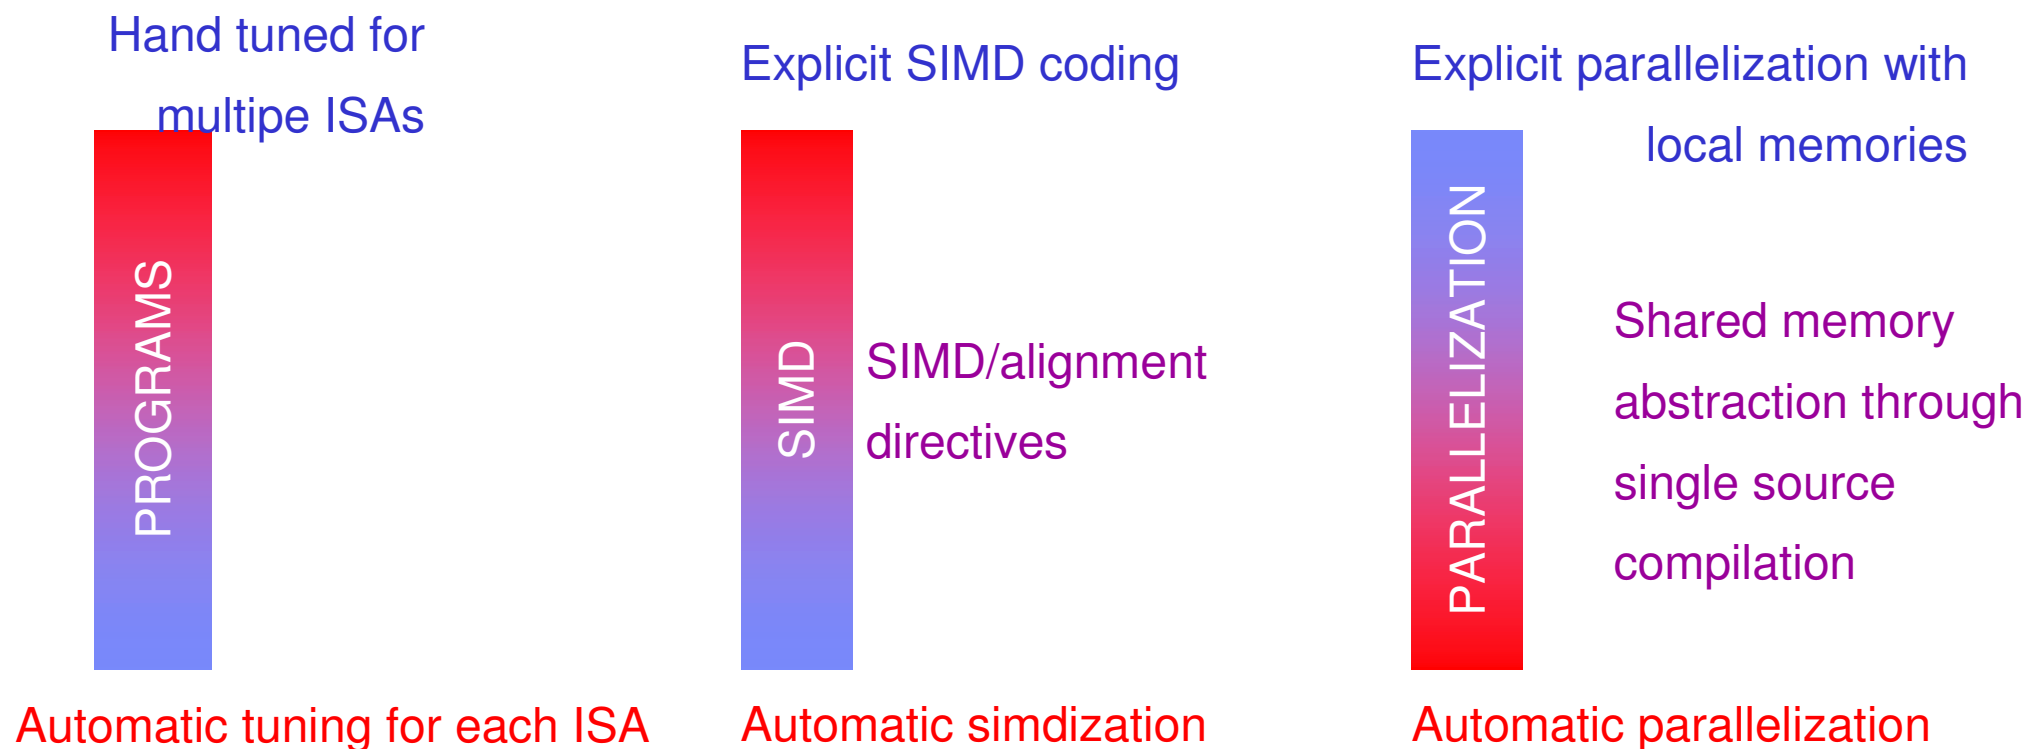 Hand tuned for
multipe ISAs
PROGRAMS
Automatic tuning for each ISA
Explicit SIMD coding
SIMD
SIMD/alignment
directives
Automatic simdization
Explicit parallelization with
local memories
PARALLELIZATION
Shared memory
abstraction through
single source
compilation
Automatic parallelization